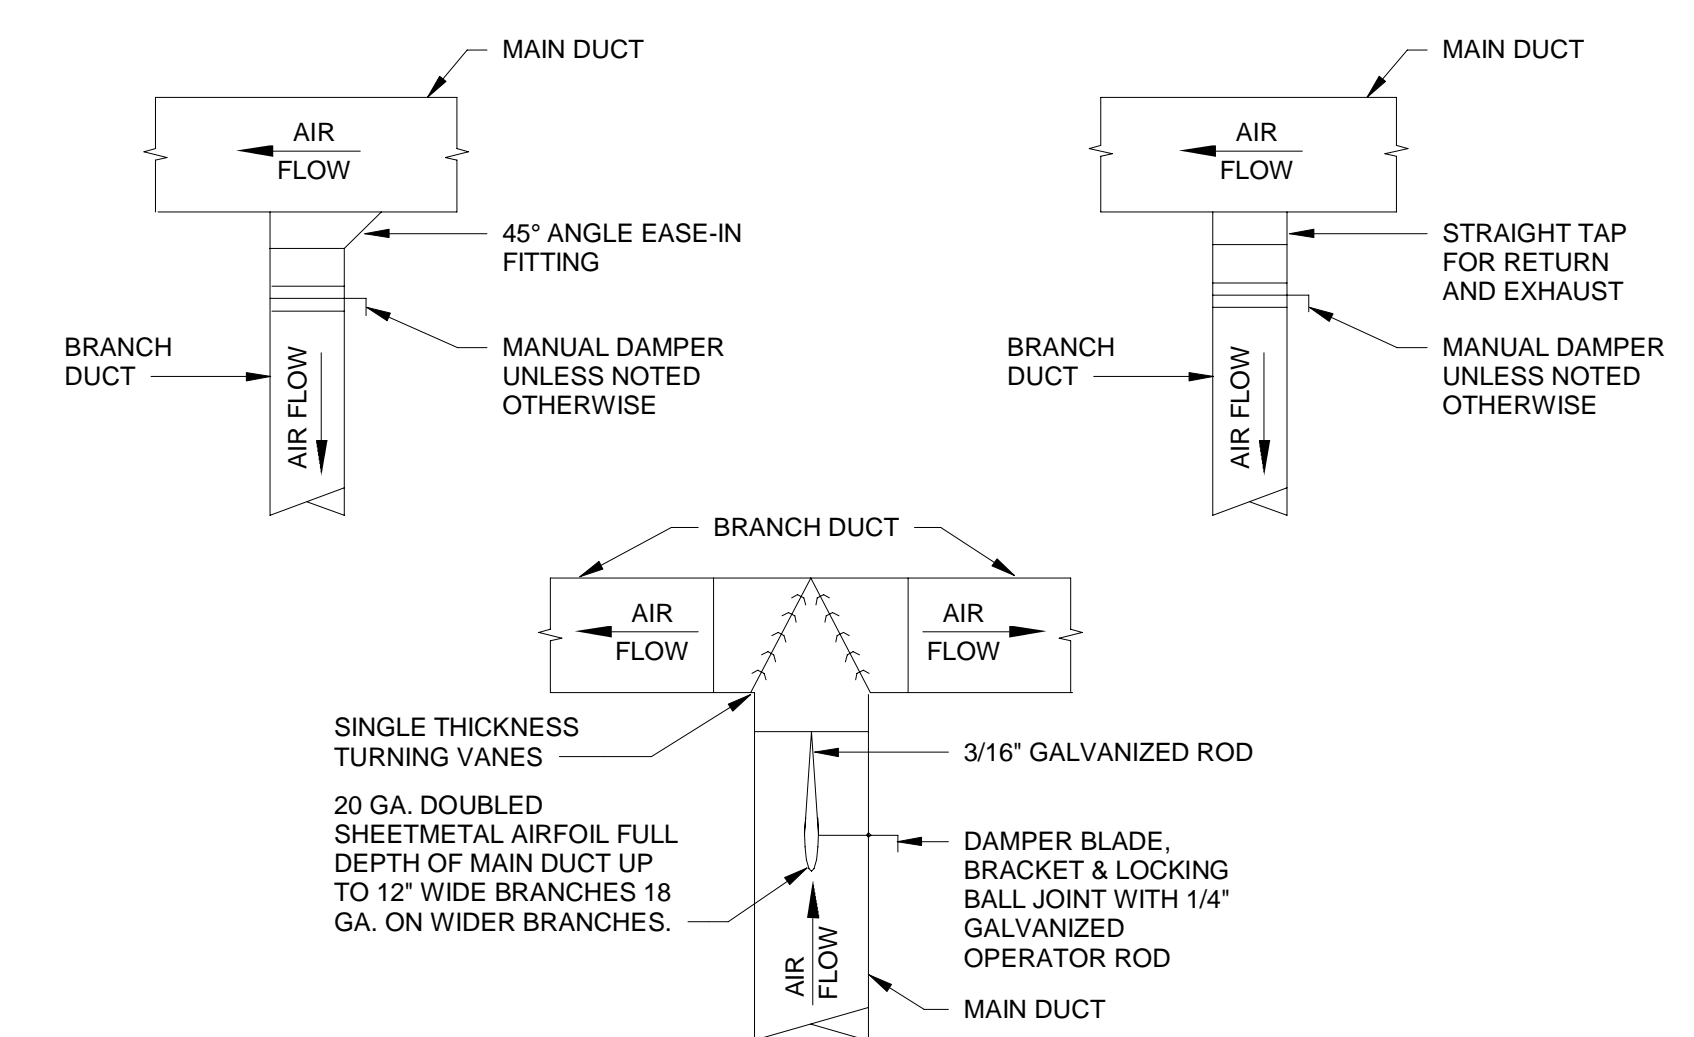 MAIN DUCT
AIR
FLOW
45° ANGLE EASE-IN
FITTING
BRANCH
DUCT
AIR FLOW
MANUAL DAMPER
UNLESS NOTED
OTHERWISE
MAIN DUCT
AIR
FLOW
STRAIGHT TAP
FOR RETURN
AND EXHAUST
BRANCH
DUCT
AIR FLOW
MANUAL DAMPER
UNLESS NOTED
OTHERWISE
BRANCH DUCT
AIR
FLOW
AIR
FLOW
SINGLE THICKNESS
TURNING VANES
3/16" GALVANIZED ROD
20 GA. DOUBLED
SHEETMETAL AIRFOIL FULL
DEPTH OF MAIN DUCT UP
TO 12" WIDE BRANCHES 18
GA. ON WIDER BRANCHES.
DAMPER BLADE,
BRACKET & LOCKING
BALL JOINT WITH 1/4"
GALVANIZED
OPERATOR ROD
AIR
FLOW
MAIN DUCT